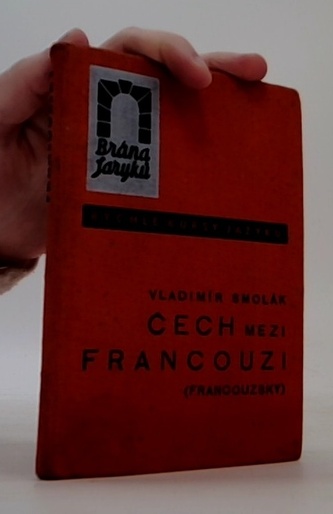 Brána
Jazyků
VLADIMÍR SMOLÁK
ČECH MEZI
FRANCOUZI
(FRANCOUZSKY)